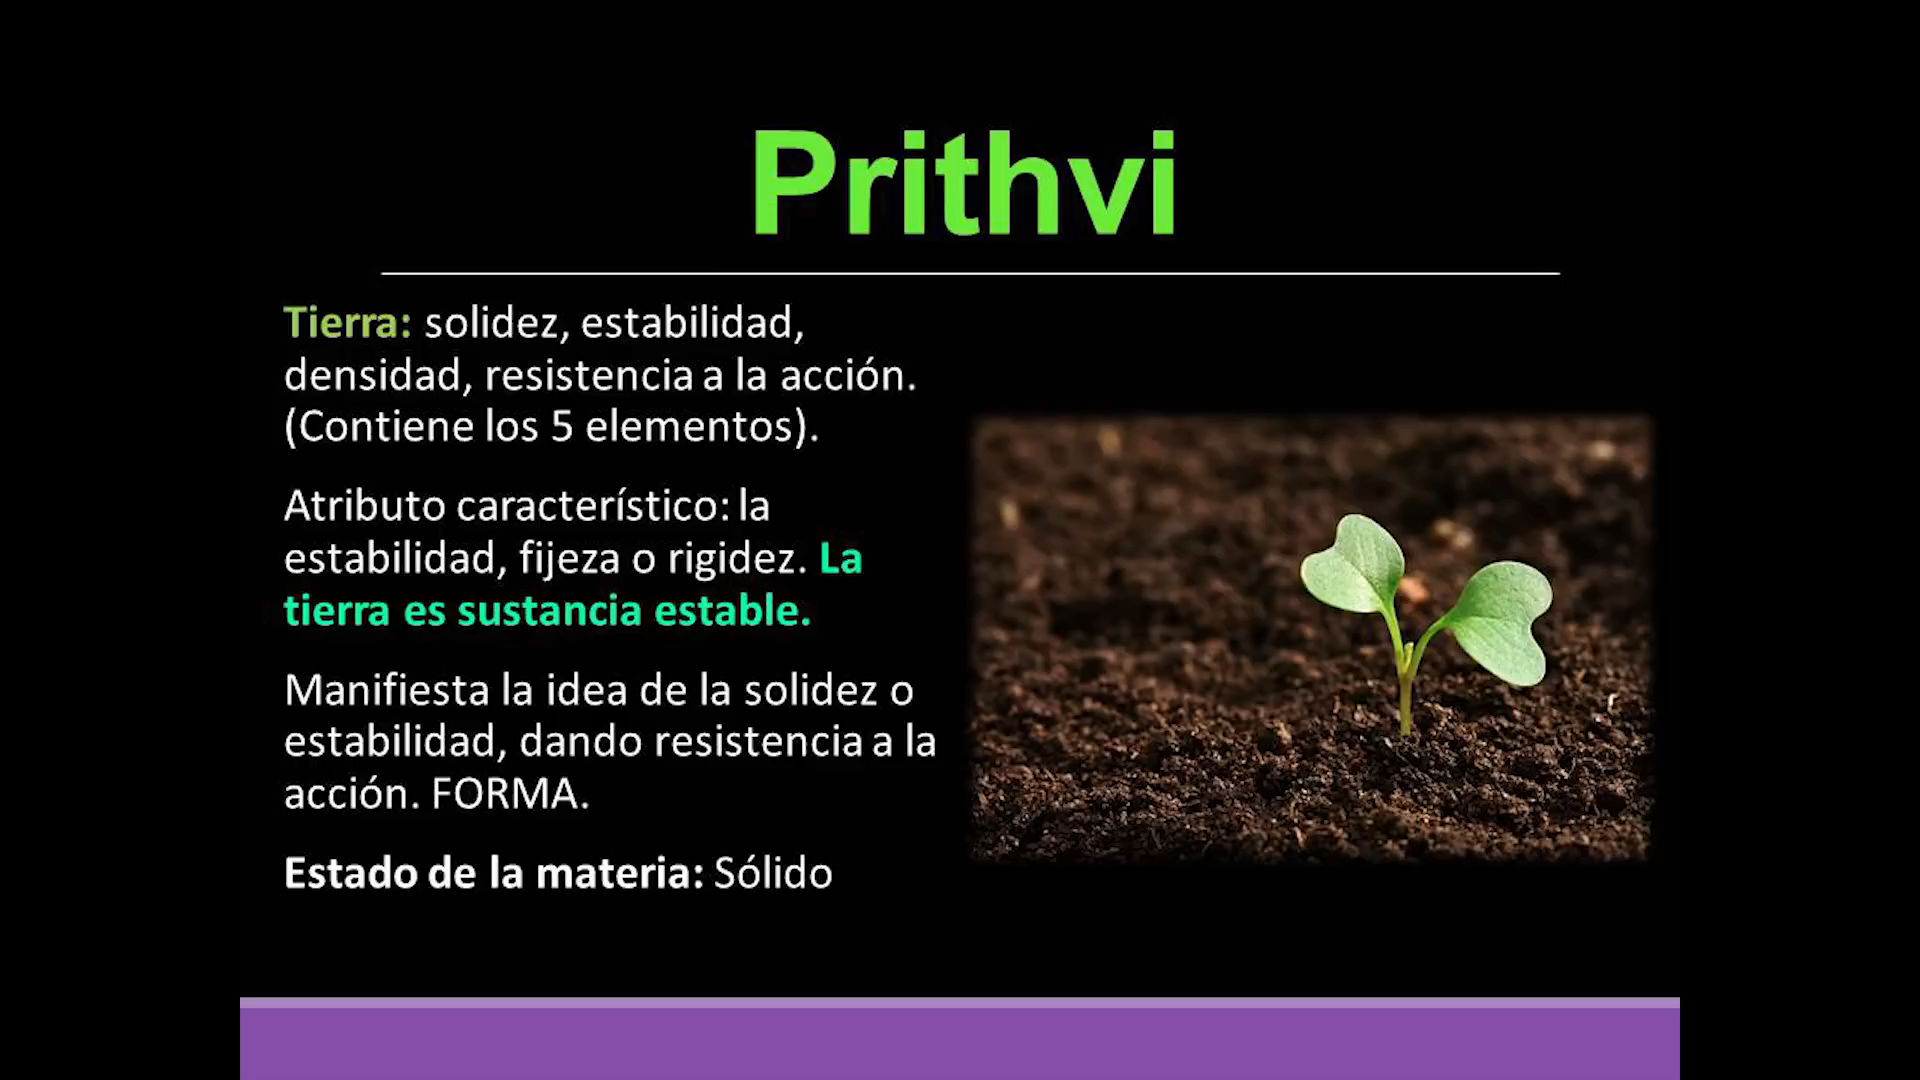 Prithvi
Tierra: solidez, estabilidad,
densidad, resistencia a la acción.
(Contiene los 5 elementos).
Atributo característico: la
estabilidad, fijeza o rigidez. La
tierra es sustancia estable.
Manifiesta la idea de la solidez o
estabilidad, dando resistencia a la
acción. FORMA.
Estado de la materia: Sólido